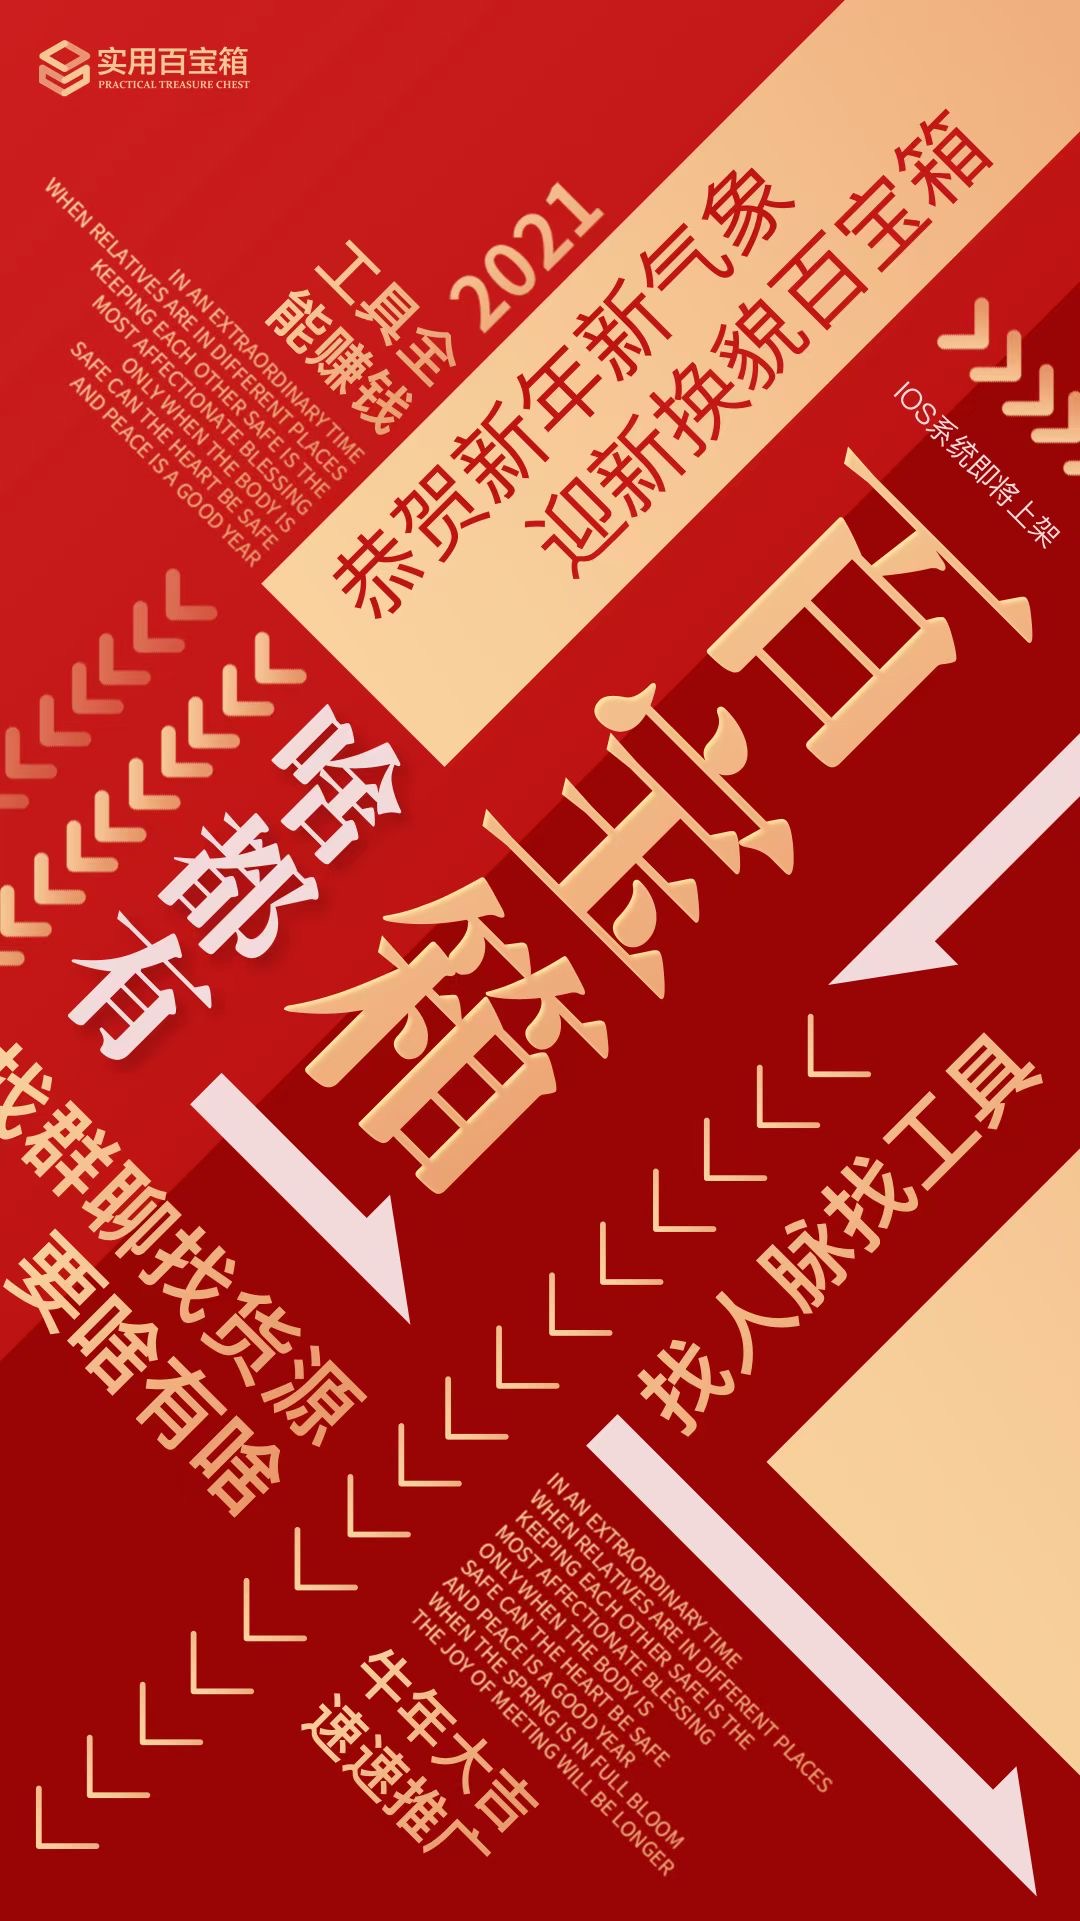 实用百宝箱
PRACTICAL TREASURE CHEST
IN AN EXTRAORDINARY TIME
WHEN RELATIVES ARE IN DIFFERENT PLACES
KEEPING EACH OTHER SAFE IS THE
MOST AFFECTIONATE BLESSING
ONLY WHEN THE BODY IS
SAFE CAN THE HEART BE SAFE
AND PEACE IS A GOOD YEAR
工具全
能赚钱
2021
恭贺新年新气象
迎新换貌百宝箱
IOS系统即将上架
百宝箱
啥都有
找群聊找货源
要啥有啥
找人脉找工具
IN AN EXTRAORDINARY TIME
WHEN RELATIVES ARE IN DIFFERENT PLACES
KEEPING EACH OTHER SAFE IS THE
MOST AFFECTIONATE BLESSING
ONLY WHEN THE BODY IS
SAFE CAN THE HEART BE SAFE
AND PEACE IS A GOOD YEAR
WHEN THE SPRING IS IN FULL BLOOM
THE JOY OF MEETING WILL BE LONGER
牛年大吉
速速推广